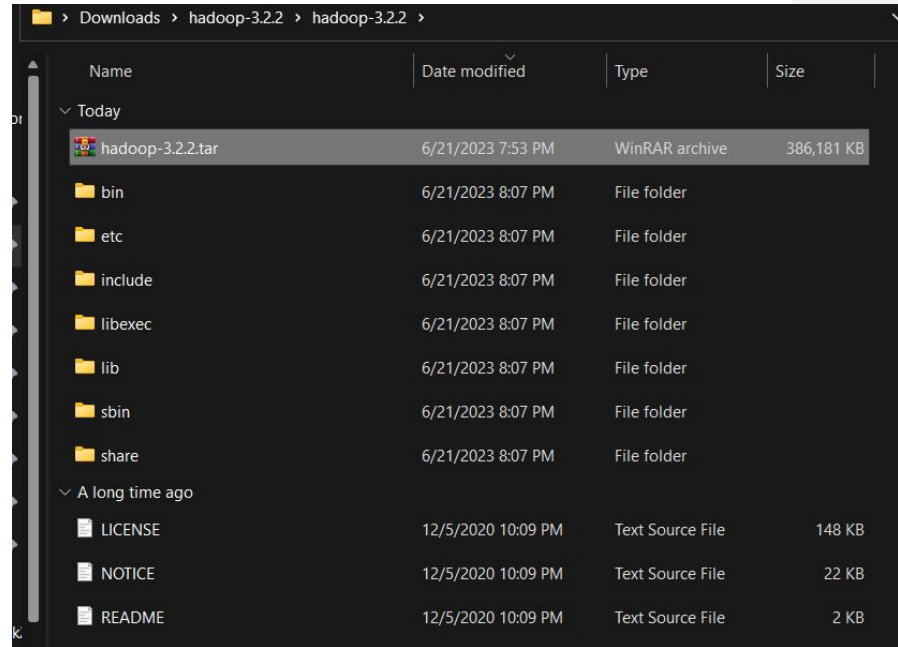 Downloads > hadoop-3.2.2 > hadoop-3.2.2 >
Name Date modified Type Size
Today
hadoop-3.2.2.tar 6/21/2023 7:53 PM WinRAR archive 386,181 KB
bin 6/21/2023 8:07 PM File folder
etc 6/21/2023 8:07 PM File folder
include 6/21/2023 8:07 PM File folder
libexec 6/21/2023 8:07 PM File folder
lib 6/21/2023 8:07 PM File folder
sbin 6/21/2023 8:07 PM File folder
share 6/21/2023 8:07 PM File folder
A long time ago
LICENSE 12/5/2020 10:09 PM Text Source File 148 KB
NOTICE 12/5/2020 10:09 PM Text Source File 22 KB
README 12/5/2020 10:09 PM Text Source File 2 KB